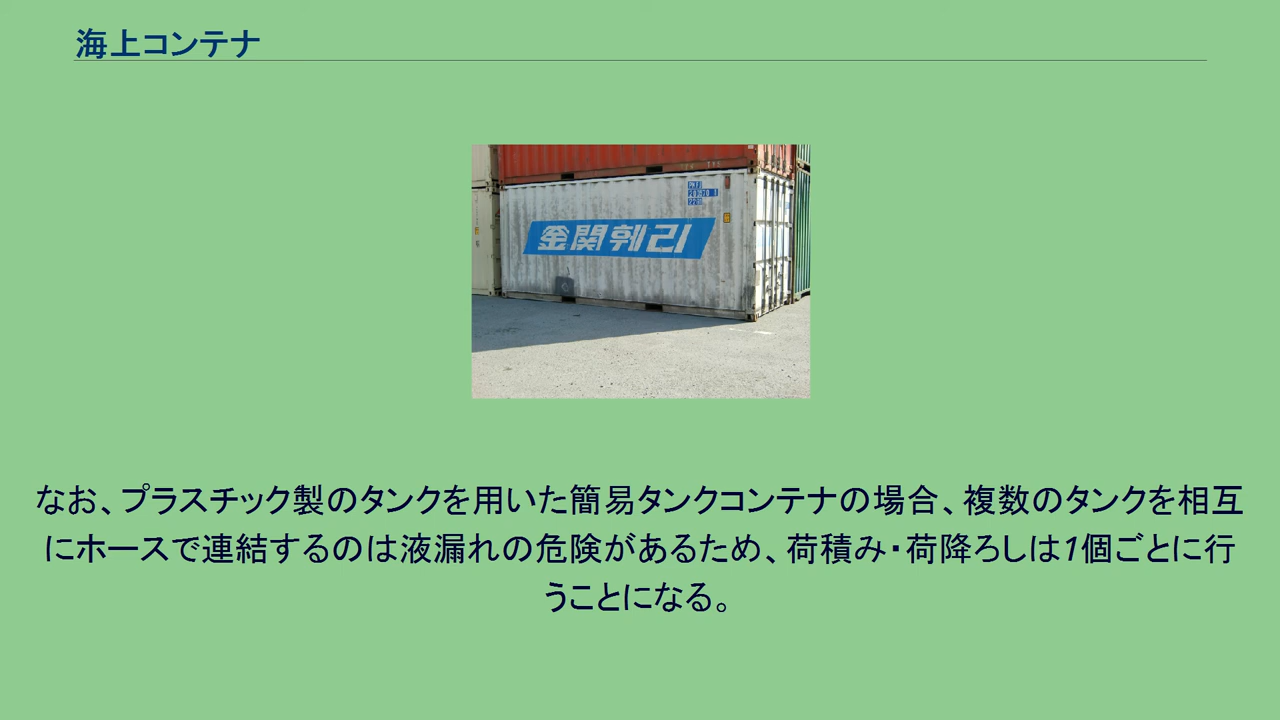 海上コンテナ
金関훼리
なお、プラスチック製のタンクを用いた簡易タンクコンテナの場合、複数のタンクを相互
にホースで連結するのは液漏れの危険があるため、荷積み・荷降ろしは1個ごとに行
うことになる。